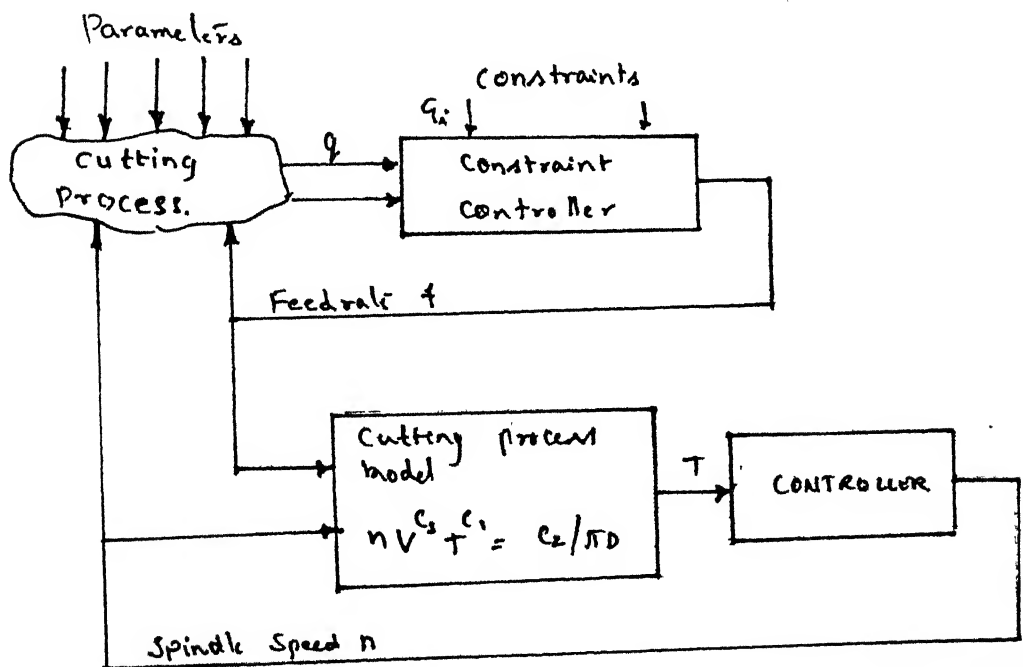 Parameters
constraints
qi
cutting
process.
q
constraint
controller
Feedrate f
Cutting process
model
n V^C3 T^C1 = C2/πD
T
CONTROLLER
Spindle Speed n